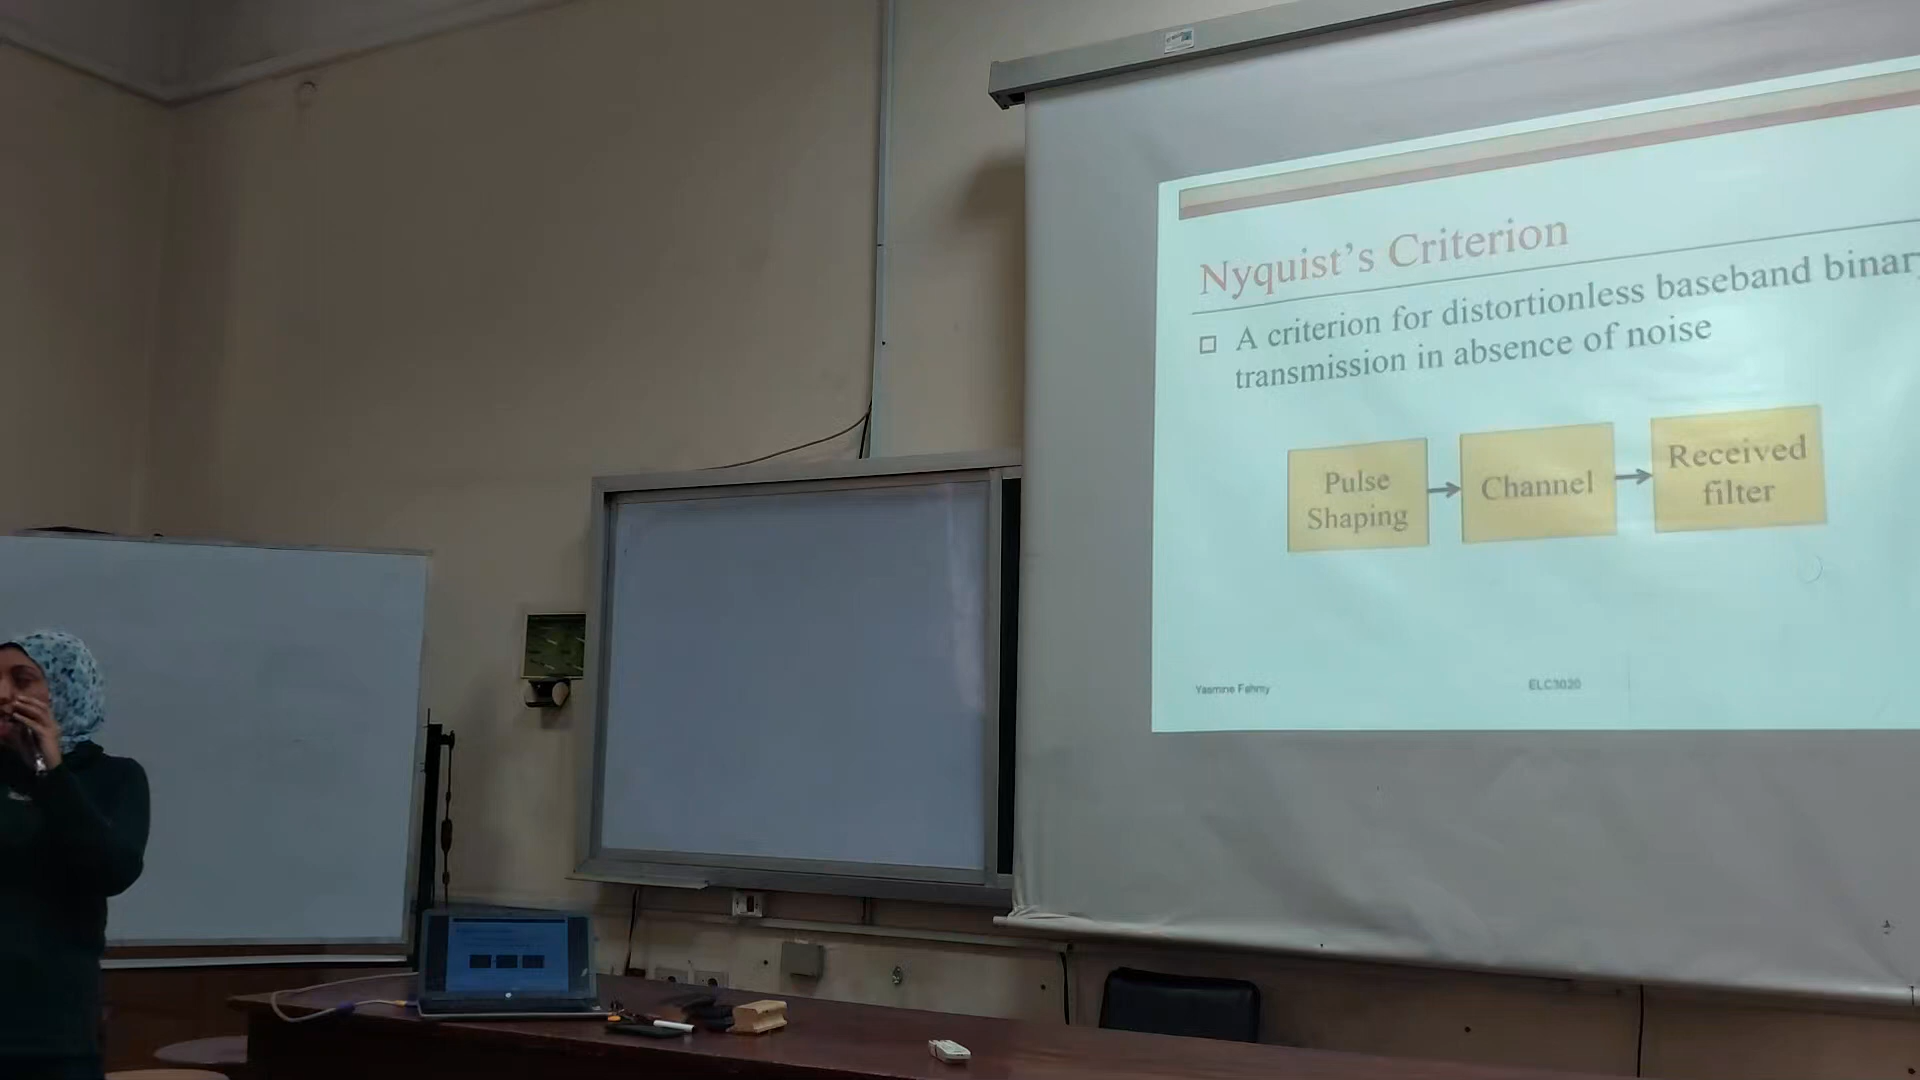 Nyquist's Criterion
A criterion for distortionless baseband binary
transmission in absence of noise
Pulse
Shaping
Channel
Received
filter
Yasmine Fahmy
ELC3020